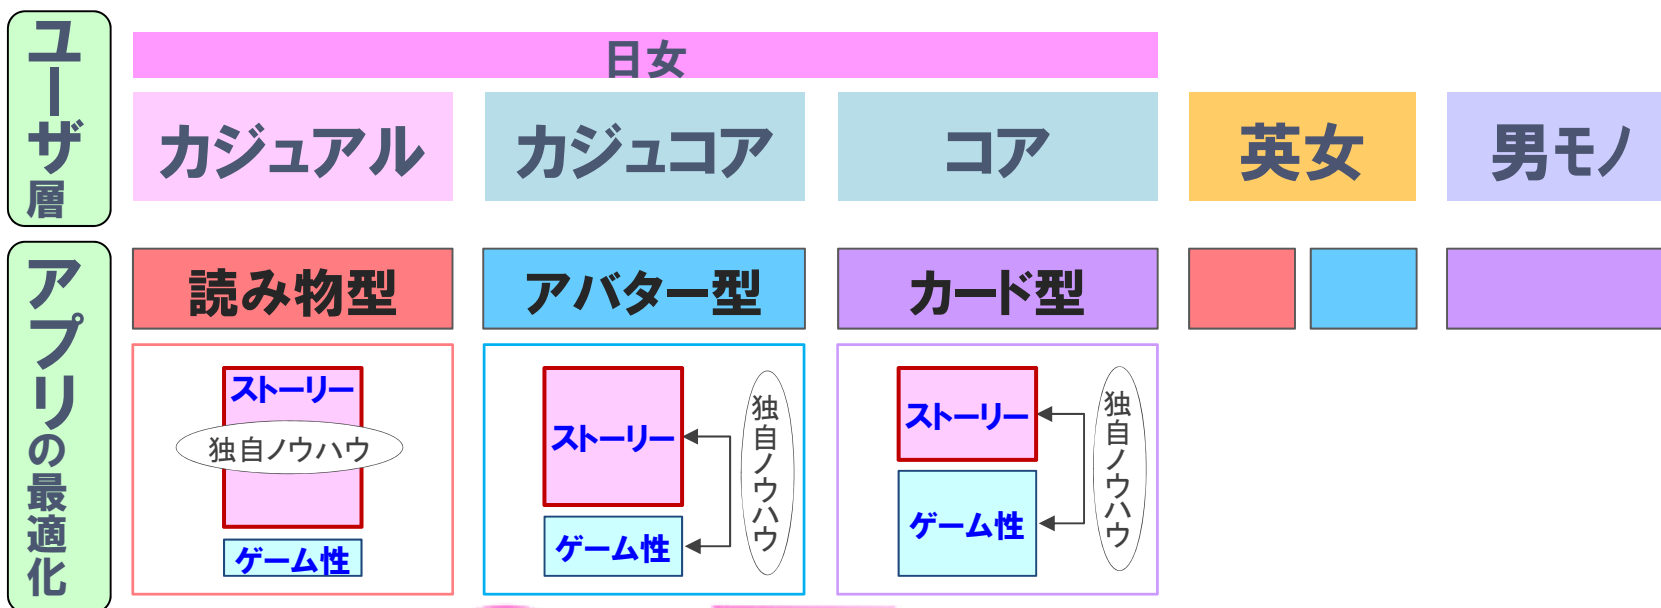 ユーザ層
日女
カジュアル
カジュコア
コア
英女
男モノ
アプリの最適化
読み物型
アバター型
カード型
ストーリー
独自ノウハウ
ゲーム性
ストーリー
ゲーム性
独自ノウハウ
ストーリー
ゲーム性
独自ノウハウ